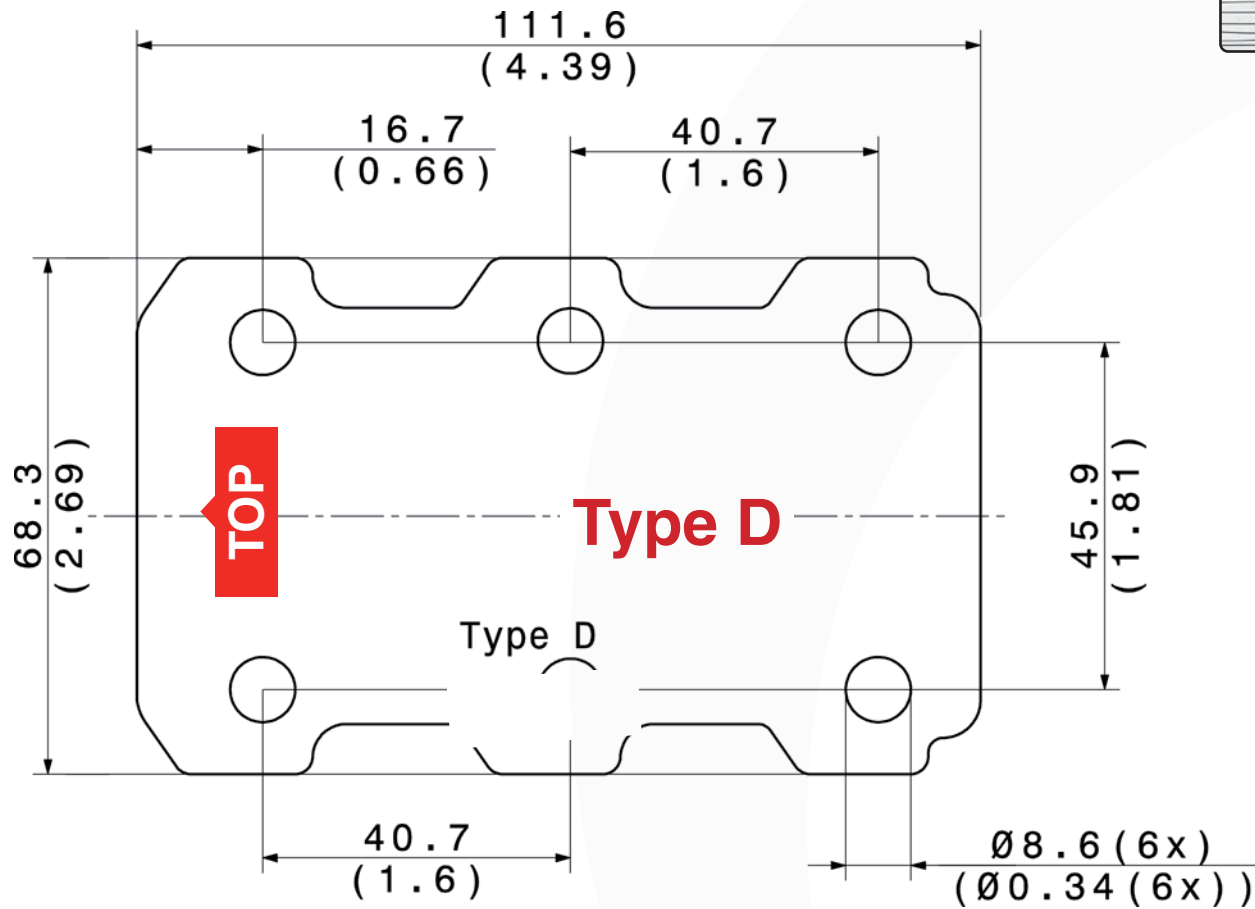 111.6
(4.39)
16.7
(0.66)
40.7
(1.6)
68.3
(2.69)
TOP
Type D
45.9
(1.81)
Type D
40.7
(1.6)
Ø8.6(6x)
(Ø0.34(6x))